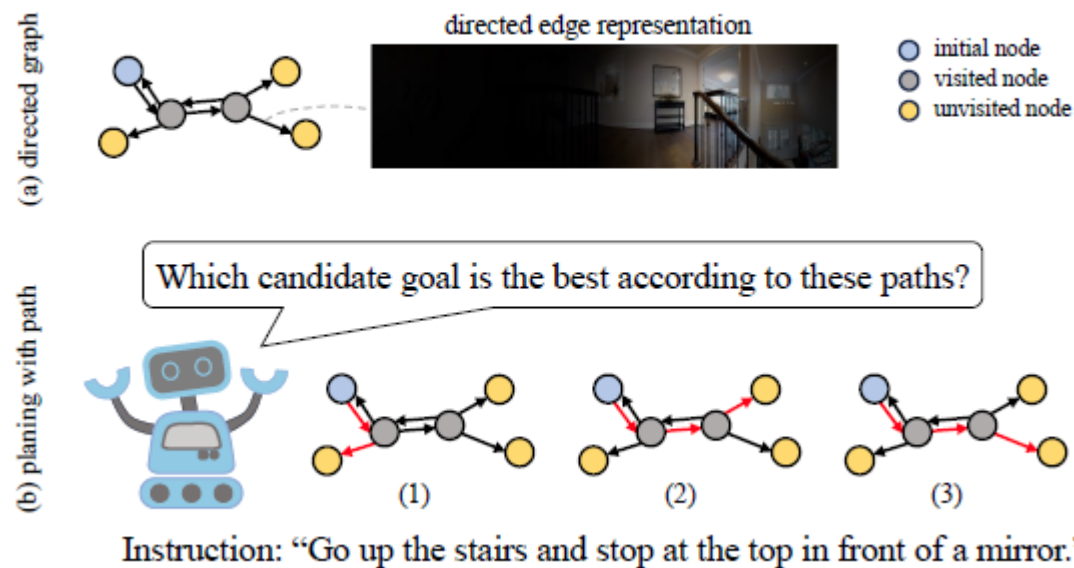 (a) directed graph
directed edge representation
initial node
visited node
unvisited node
(b) planing with path
Which candidate goal is the best according to these paths?
(1)
(2)
(3)
Instruction: “Go up the stairs and stop at the top in front of a mirror.”